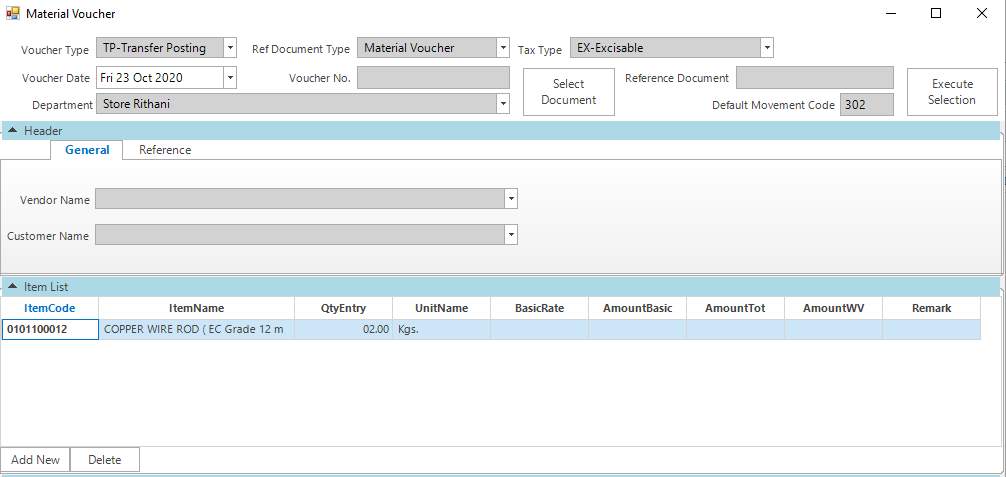 Material Voucher
Voucher Type TP-Transfer Posting Ref Document Type Material Voucher Tax Type EX-Excisable
Voucher Date Fri 23 Oct 2020 Voucher No. Select Document Reference Document Execute Selection
Department Store Rithani Default Movement Code 302
Header
General Reference
Vendor Name
Customer Name
Item List
ItemCode ItemName QtyEntry UnitName BasicRate AmountBasic AmountTot AmountWV Remark
0101100012 COPPER WIRE ROD ( EC Grade 12 m 02.00 Kgs.
Add New Delete